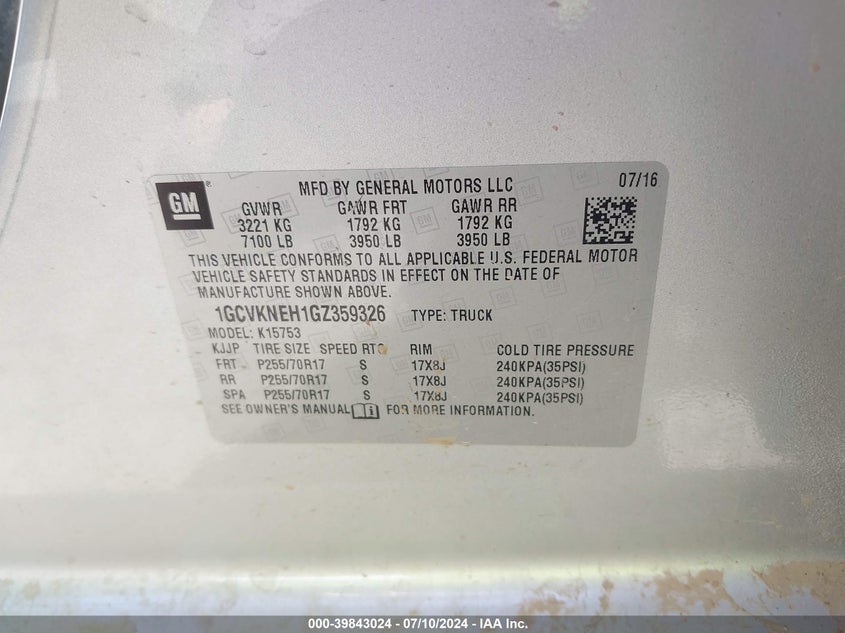 GM
MFD BY GENERAL MOTORS LLC 07/16
GVWR GAWR FRT GAWR RR
3221 KG 1792 KG 1792 KG
7100 LB 3950 LB 3950 LB
THIS VEHICLE CONFORMS TO ALL APPLICABLE U.S. FEDERAL MOTOR
VEHICLE SAFETY STANDARDS IN EFFECT ON THE DATE OF
MANUFACTURE SHOWN ABOVE.
1GCVKNEH1GZ359326 TYPE: TRUCK
MODEL: K15753
KJJP TIRE SIZE SPEED RTG RIM COLD TIRE PRESSURE
FRT P255/70R17 S 17X8J 240KPA(35PSI)
RR P255/70R17 S 17X8J 240KPA(35PSI)
SPA P255/70R17 S 17X8J 240KPA(35PSI)
SEE OWNER'S MANUAL FOR MORE INFORMATION.
000-39843024 | 07/10/2024 | - IAA Inc.